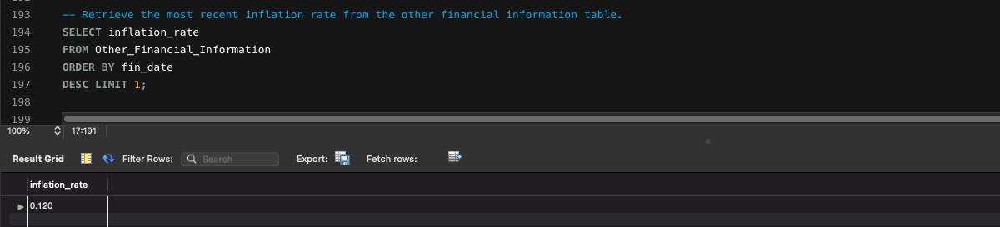 193 -- Retrieve the most recent inflation rate from the other financial information table.
194 SELECT inflation_rate
195 FROM Other_Financial_Information
196 ORDER BY fin_date
197 DESC LIMIT 1;
198
199
100% 17:191
Result Grid Filter Rows: Search Export: Fetch rows:
inflation_rate
0.120